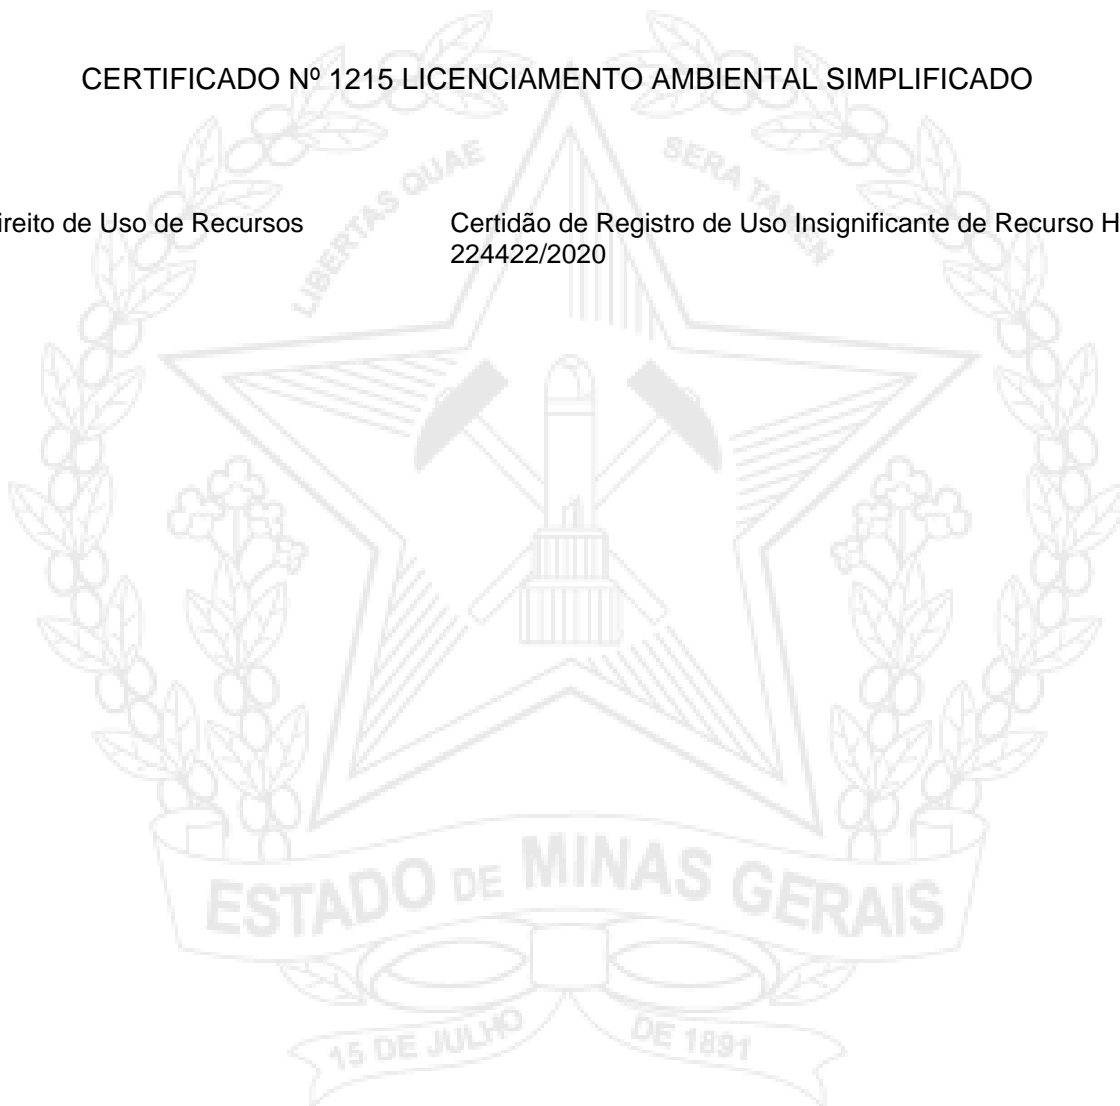 CERTIFICADO Nº 1215 LICENCIAMENTO AMBIENTAL SIMPLIFICADO
LIBERTAS QUAE SERA TAMEN
ireito de Uso de Recursos
Certidão de Registro de Uso Insignificante de Recurso H
224422/2020
ESTADO DE MINAS GERAIS
15 DE JULHO DE 1891